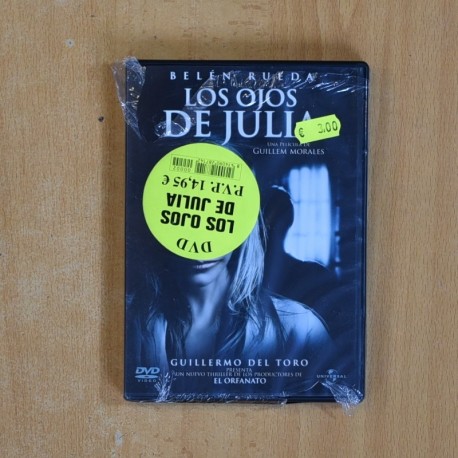 BELÉN RUEDA
LOS OJOS
DE JULIA
€ 3.00
UNA PELÍCULA DE
GUILLEM MORALES
DVD
LOS OJOS
DE JULIA
P.V.P. 14,95 €
GUILLERMO DEL TORO
PRESENTA
UN NUEVO THRILLER DE LOS PRODUCTORES DE
EL ORFANATO
DVD
VIDEO
UNIVERSAL